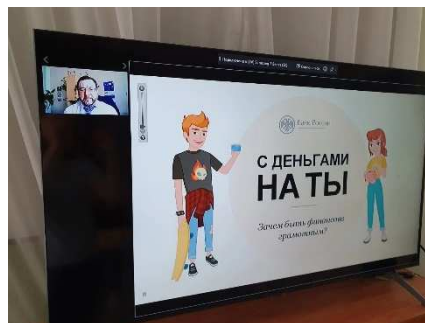 Банк России
С ДЕНЬГАМИ
НА ТЫ
Зачем быть финансово
грамотным?